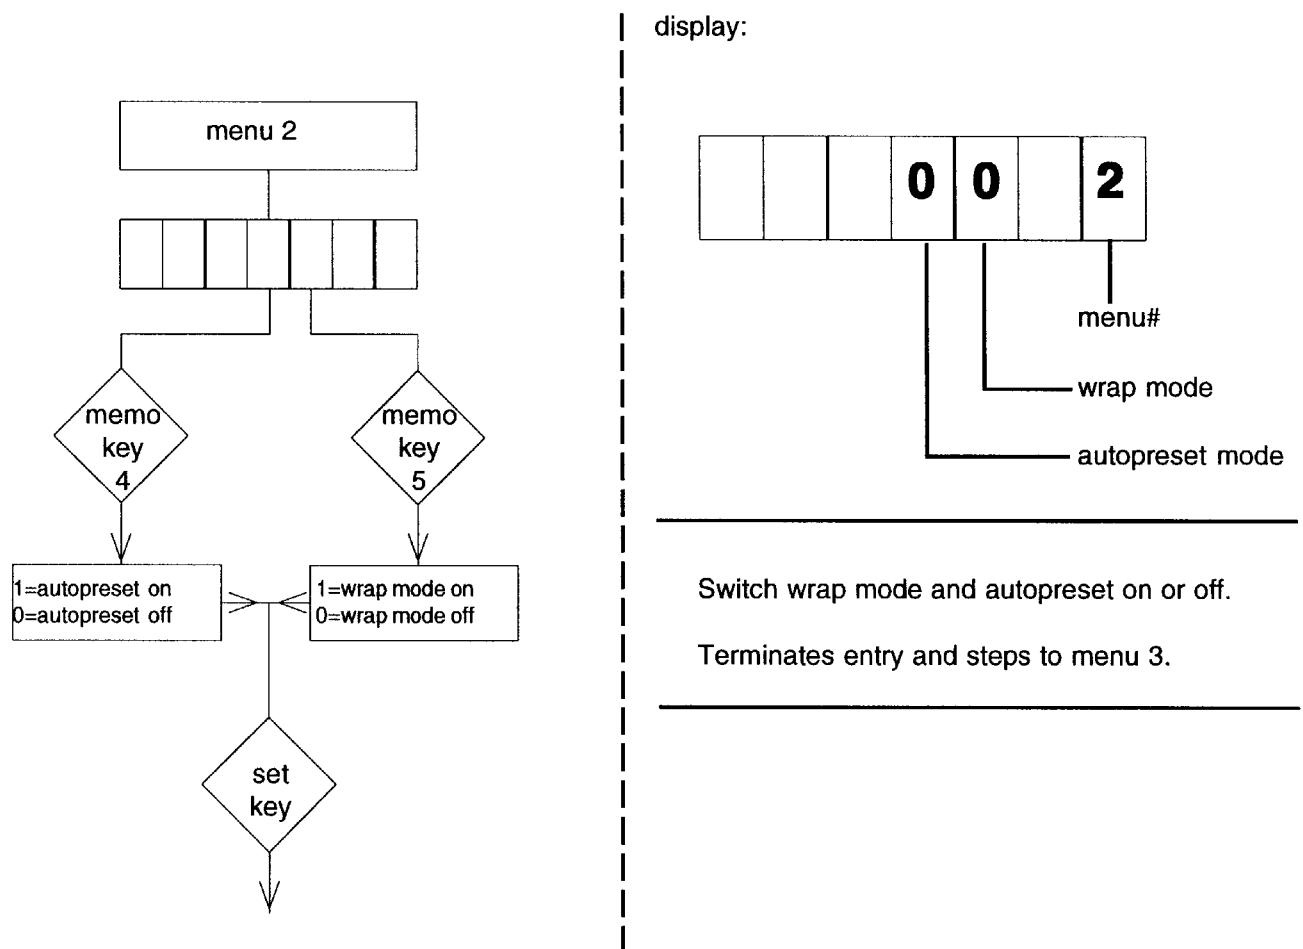 menu 2
memo
key
4
memo
key
5
1=autopreset on
0=autopreset off
1=wrap mode on
0=wrap mode off
set
key
display:
0 0 2
menu#
wrap mode
autopreset mode
Switch wrap mode and autopreset on or off.
Terminates entry and steps to menu 3.